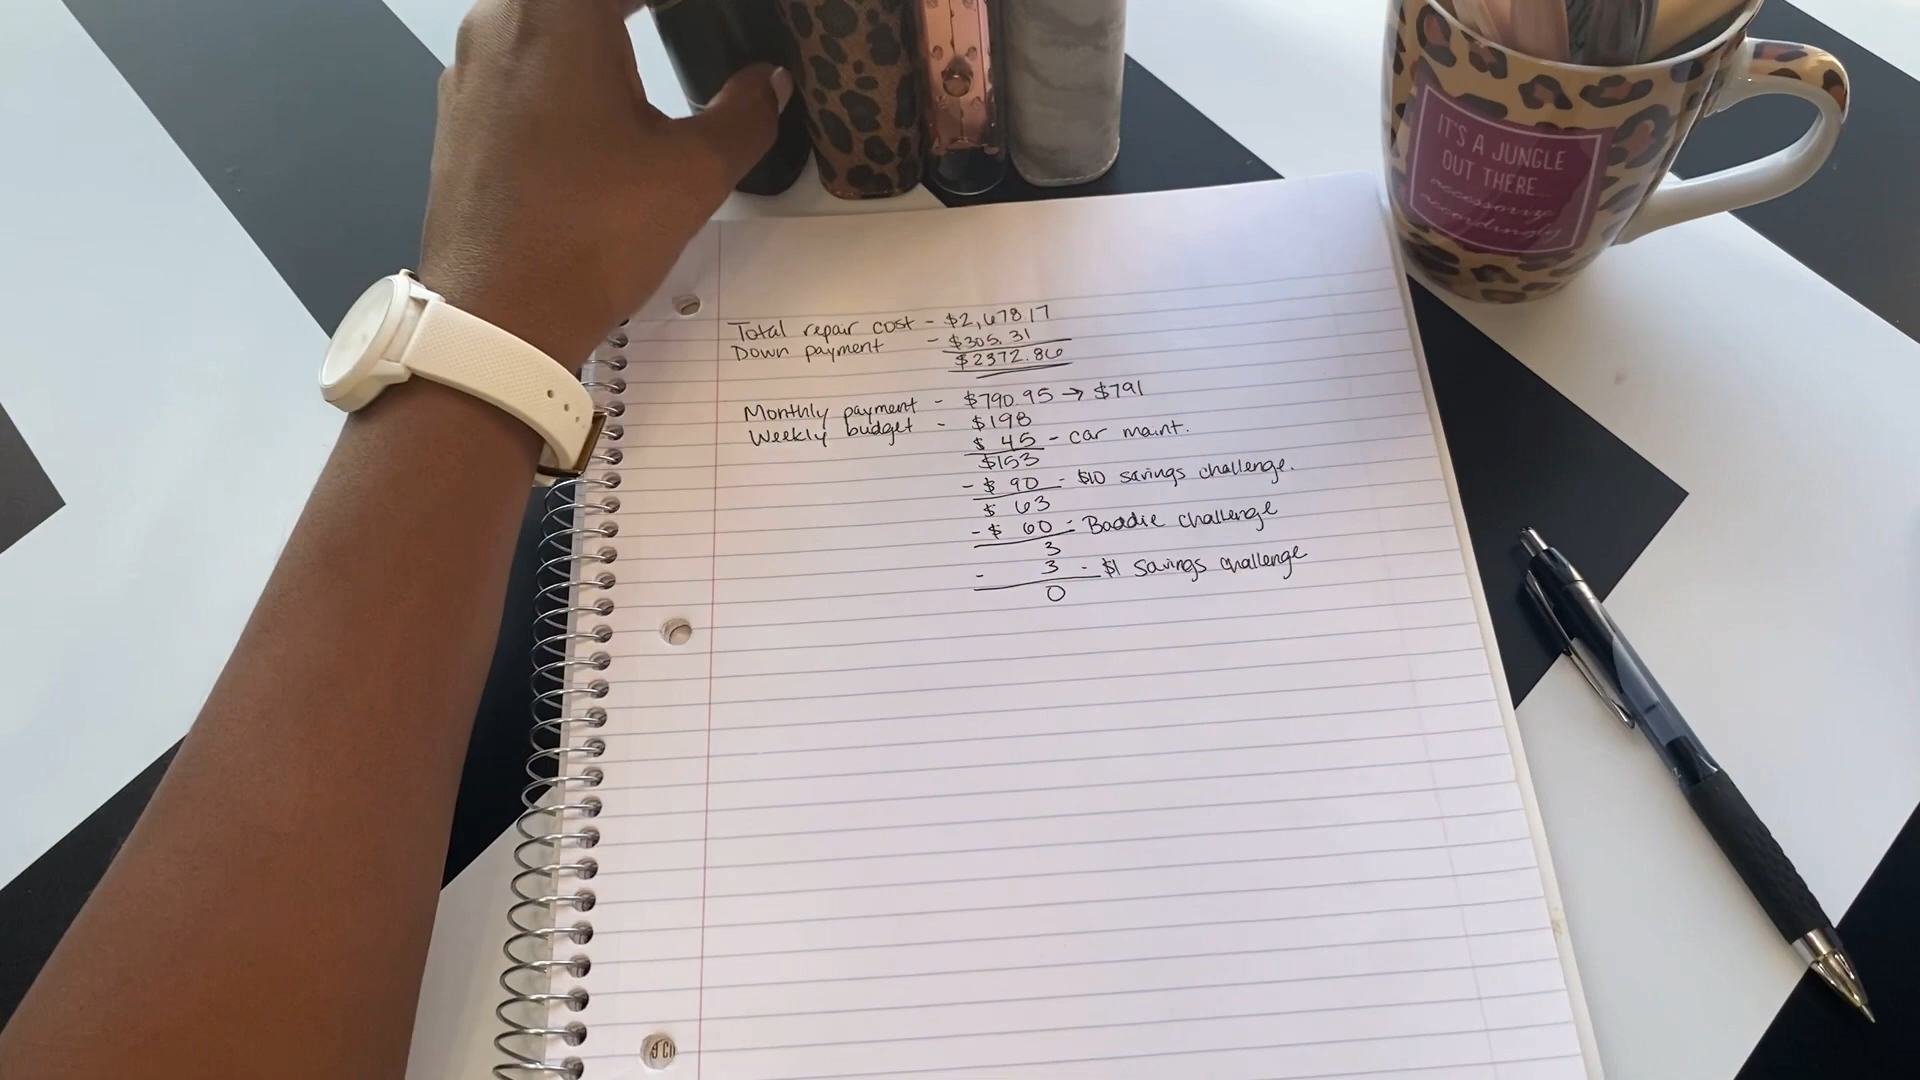 IT'S A JUNGLE
OUT THERE...
accessorize
accordingly
Total repair cost - $2,678.17
Down payment - $305.31
$2372.86
Monthly payment - $790.95 → $791
Weekly budget - $198
$ 45 - car maint.
$153
- $ 90 - $10 savings challenge.
$ 63
- $ 60 - Baddie challenge
3
- 3 - $1 savings challenge
0